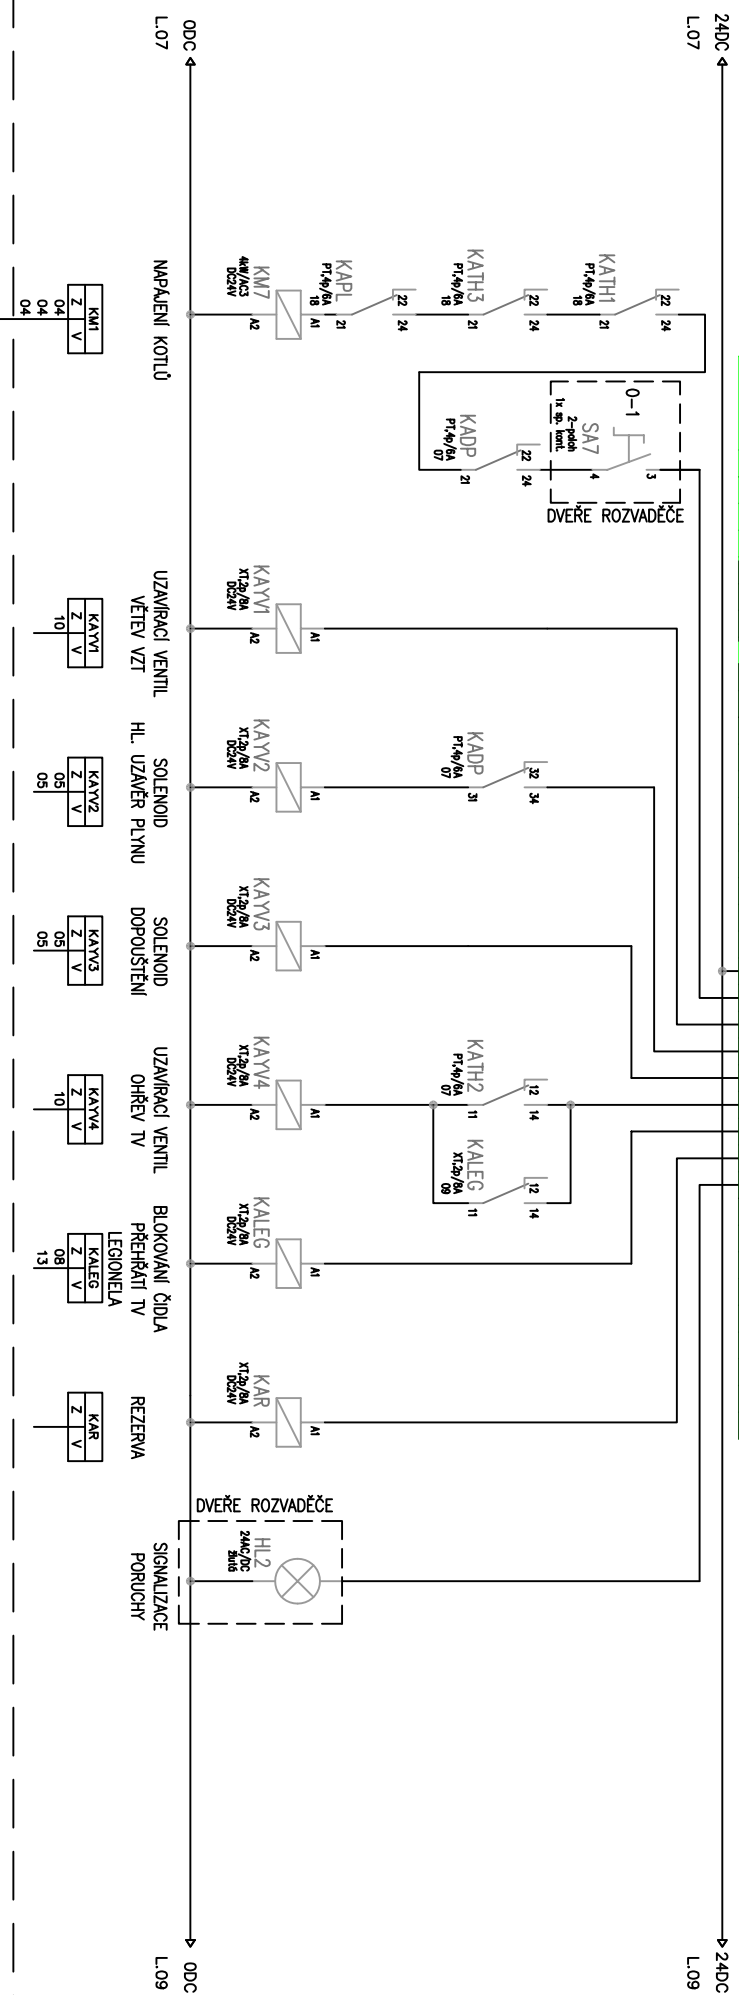 24DC
L.07
24DC
L.09
0DC
L.07
0DC
L.09
0-1
SA7
2-poloh
1x sp. kont.
3
4
DVEŘE ROZVADĚČE
KATH1
PT,4p/6A
18
22
24
21
KATH3
PT,4p/6A
18
22
24
21
KAPL
PT,4p/6A
18
22
24
21
KADP
PT,4p/6A
07
22
24
21
KM7
4kW/AC3
DC24V
A1
A2
NAPÁJENÍ KOTLŮ
KM1
Z V
04
04
04
KAYV1
XT,2p/8A
DC24V
A1
A2
UZAVÍRACÍ VENTIL
VĚTEV VZT
KAYV1
Z V
10
KADP
PT,4p/6A
07
32
34
31
KAYV2
XT,2p/8A
DC24V
A1
A2
SOLENOID
HL. UZÁVĚR PLYNU
KAYV2
Z V
05
05
KAYV3
XT,2p/8A
DC24V
A1
A2
SOLENOID
DOPOUŠTĚNÍ
KAYV3
Z V
05
05
KATH2
PT,4p/6A
07
12
14
11
KALEG
XT,2p/8A
09
12
14
11
KAYV4
XT,2p/8A
DC24V
A1
A2
UZAVÍRACÍ VENTIL
OHŘEV TV
KAYV4
Z V
10
KALEG
XT,2p/8A
DC24V
A1
A2
BLOKOVÁNÍ ČIDLA
PŘEHŘÁTÍ TV
LEGIONELA
KALEG
Z V
08
13
KAR
XT,2p/8A
DC24V
A1
A2
REZERVA
KAR
Z V
DVEŘE ROZVADĚČE
HL2
24AC/DC
žlutá
SIGNALIZACE
PORUCHY